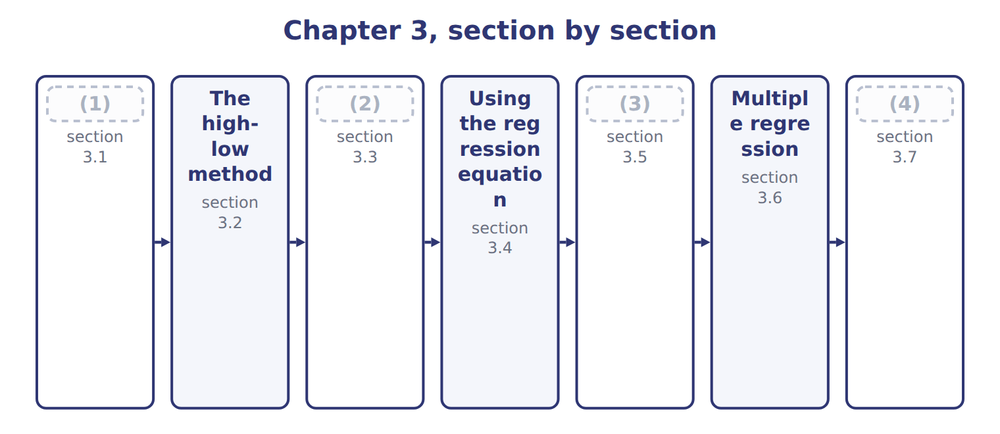 Chapter 3, section by section
(1)
section
3.1
The
high-
low
method
section
3.2
(2)
section
3.3
Using
the reg
ression
equatio
n
section
3.4
(3)
section
3.5
Multipl
e regre
ssion
section
3.6
(4)
section
3.7